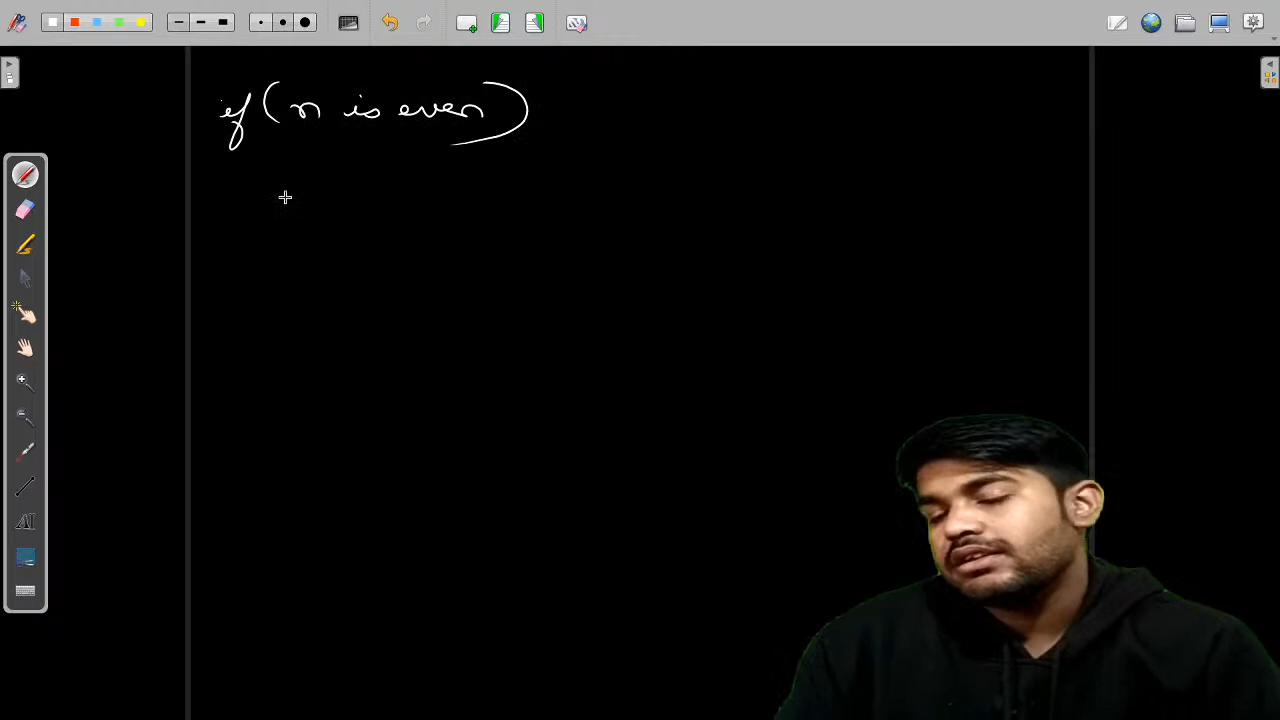 if (n is even)